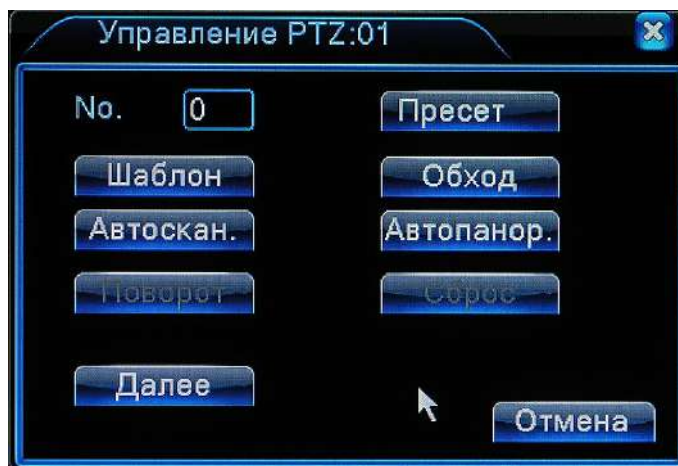 Управление PTZ:01
No. 0 Пресет
Шаблон Обход
Автоскан. Автопанор.
Поворот Сброс
Далее
Отмена